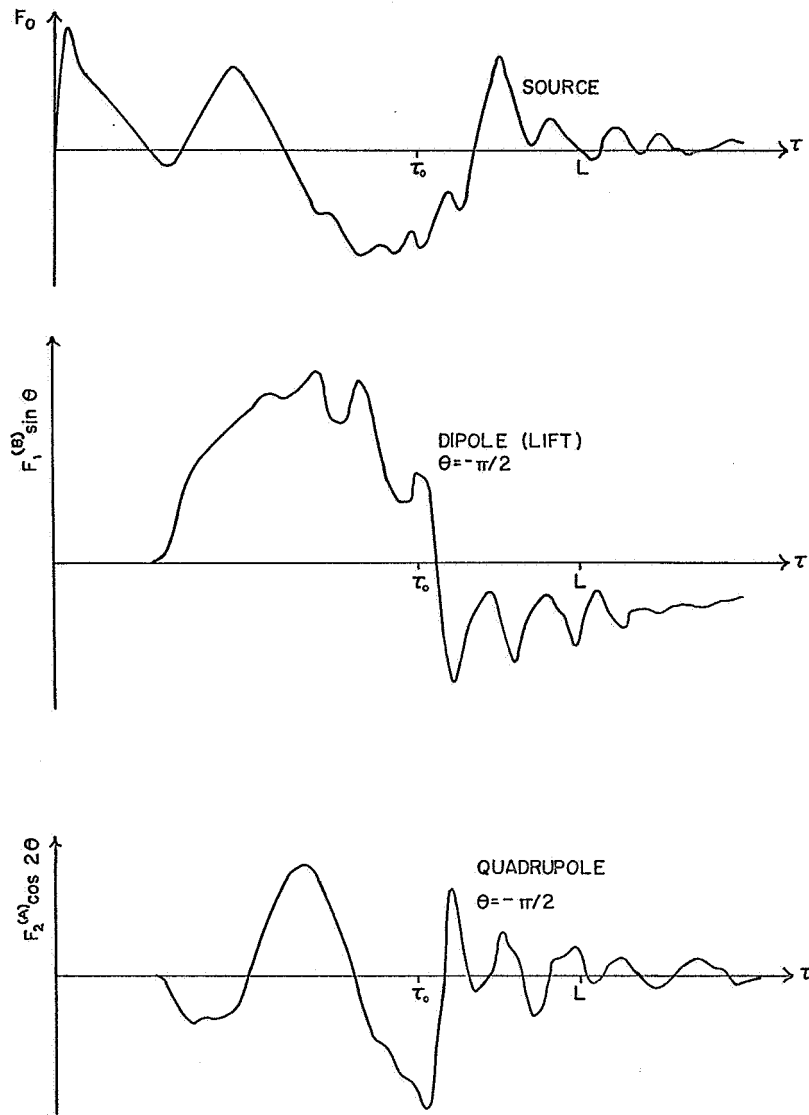 F₀
SOURCE
τ₀
L
τ
F₁⁽ᴮ⁾ sin θ
DIPOLE (LIFT)
θ=-π/2
τ₀
L
τ
F₂⁽ᴬ⁾ cos 2θ
QUADRUPOLE
θ=-π/2
τ₀
L
τ